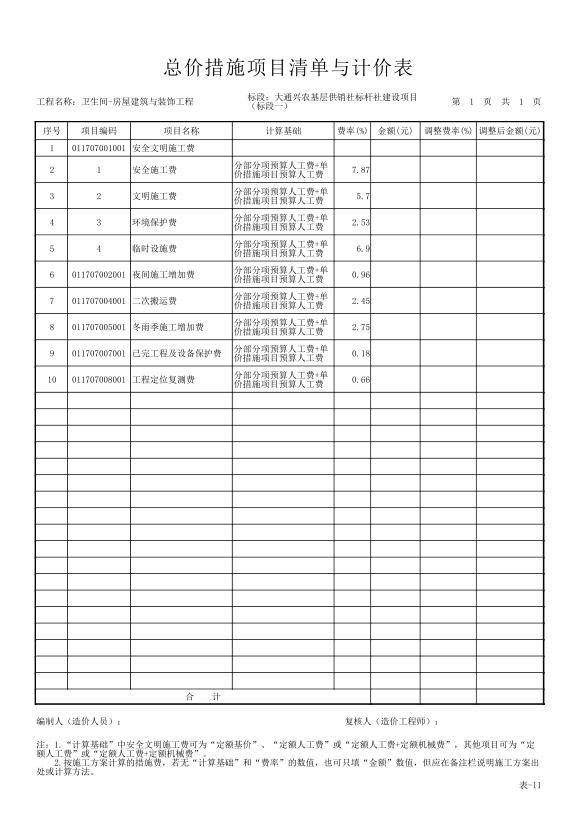 总价措施项目清单与计价表
工程名称：卫生间-房屋建筑与装饰工程
标段：大通兴农基层供销社标杆社建设项目
（标段一）
第 1 页 共 1 页
序号 项目编码 项目名称 计算基础 费率(%) 金额(元) 调整费率(%) 调整后金额(元)
1 011707001001 安全文明施工费
2 1 安全施工费 分部分项预算人工费+单
价措施项目预算人工费 7.87
3 2 文明施工费 分部分项预算人工费+单
价措施项目预算人工费 5.7
4 3 环境保护费 分部分项预算人工费+单
价措施项目预算人工费 2.53
5 4 临时设施费 分部分项预算人工费+单
价措施项目预算人工费 6.9
6 011707002001 夜间施工增加费 分部分项预算人工费+单
价措施项目预算人工费 0.96
7 011707004001 二次搬运费 分部分项预算人工费+单
价措施项目预算人工费 2.45
8 011707005001 冬雨季施工增加费 分部分项预算人工费+单
价措施项目预算人工费 2.75
9 011707007001 已完工程及设备保护费 分部分项预算人工费+单
价措施项目预算人工费 0.18
10 011707008001 工程定位复测费 分部分项预算人工费+单
价措施项目预算人工费 0.66
合 计
编制人（造价人员）： 复核人（造价工程师）：
注：1.“计算基础”中安全文明施工费可为“定额基价”、“定额人工费”或“定额人工费+定额机械费”，其他项目可为“定
额人工费”或“定额人工费+定额机械费”。
2.按施工方案计算的措施费，若无“计算基础”和“费率”的数值，也可只填“金额”数值，但应在备注栏说明施工方案出
处或计算方法。
表-11